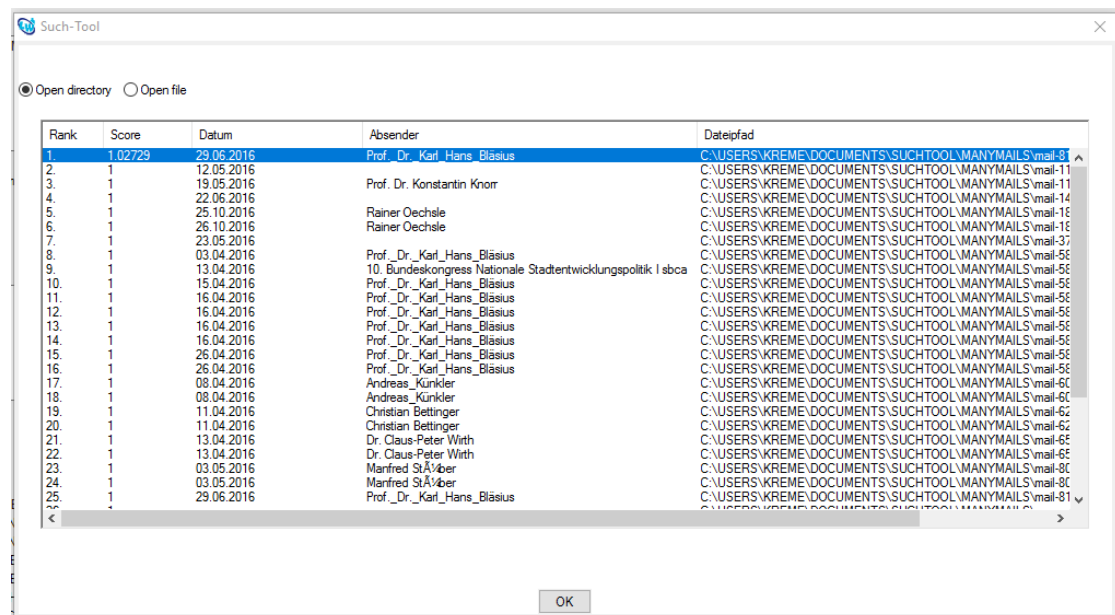 Such-Tool
Open directory Open file
Rank Score Datum Absender Dateipfad
1. 1.02729 29.06.2016 Prof._Dr._Karl_Hans_Bläsius C:\USERS\KREME\DOCUMENTS\SUCHTOOL\MANYMAILS\mail-81
2. 1 12.05.2016 C:\USERS\KREME\DOCUMENTS\SUCHTOOL\MANYMAILS\mail-11
3. 1 19.05.2016 Prof. Dr. Konstantin Knorr C:\USERS\KREME\DOCUMENTS\SUCHTOOL\MANYMAILS\mail-11
4. 1 22.06.2016 C:\USERS\KREME\DOCUMENTS\SUCHTOOL\MANYMAILS\mail-14
5. 1 25.10.2016 Rainer Oechsle C:\USERS\KREME\DOCUMENTS\SUCHTOOL\MANYMAILS\mail-18
6. 1 26.10.2016 Rainer Oechsle C:\USERS\KREME\DOCUMENTS\SUCHTOOL\MANYMAILS\mail-18
7. 1 23.05.2016 C:\USERS\KREME\DOCUMENTS\SUCHTOOL\MANYMAILS\mail-37
8. 1 03.04.2016 Prof._Dr._Karl_Hans_Bläsius C:\USERS\KREME\DOCUMENTS\SUCHTOOL\MANYMAILS\mail-58
9. 1 13.04.2016 10. Bundeskongress Nationale Stadtentwicklungspolitik I sbca C:\USERS\KREME\DOCUMENTS\SUCHTOOL\MANYMAILS\mail-58
10. 1 15.04.2016 Prof._Dr._Karl_Hans_Bläsius C:\USERS\KREME\DOCUMENTS\SUCHTOOL\MANYMAILS\mail-58
11. 1 16.04.2016 Prof._Dr._Karl_Hans_Bläsius C:\USERS\KREME\DOCUMENTS\SUCHTOOL\MANYMAILS\mail-58
12. 1 16.04.2016 Prof._Dr._Karl_Hans_Bläsius C:\USERS\KREME\DOCUMENTS\SUCHTOOL\MANYMAILS\mail-58
13. 1 16.04.2016 Prof._Dr._Karl_Hans_Bläsius C:\USERS\KREME\DOCUMENTS\SUCHTOOL\MANYMAILS\mail-58
14. 1 16.04.2016 Prof._Dr._Karl_Hans_Bläsius C:\USERS\KREME\DOCUMENTS\SUCHTOOL\MANYMAILS\mail-58
15. 1 26.04.2016 Prof._Dr._Karl_Hans_Bläsius C:\USERS\KREME\DOCUMENTS\SUCHTOOL\MANYMAILS\mail-58
16. 1 26.04.2016 Prof._Dr._Karl_Hans_Bläsius C:\USERS\KREME\DOCUMENTS\SUCHTOOL\MANYMAILS\mail-58
17. 1 08.04.2016 Andreas_Künkler C:\USERS\KREME\DOCUMENTS\SUCHTOOL\MANYMAILS\mail-60
18. 1 08.04.2016 Andreas_Künkler C:\USERS\KREME\DOCUMENTS\SUCHTOOL\MANYMAILS\mail-60
19. 1 11.04.2016 Christian Bettinger C:\USERS\KREME\DOCUMENTS\SUCHTOOL\MANYMAILS\mail-62
20. 1 11.04.2016 Christian Bettinger C:\USERS\KREME\DOCUMENTS\SUCHTOOL\MANYMAILS\mail-62
21. 1 13.04.2016 Dr. Claus-Peter Wirth C:\USERS\KREME\DOCUMENTS\SUCHTOOL\MANYMAILS\mail-65
22. 1 13.04.2016 Dr. Claus-Peter Wirth C:\USERS\KREME\DOCUMENTS\SUCHTOOL\MANYMAILS\mail-65
23. 1 03.05.2016 Manfred StÃ¼ber C:\USERS\KREME\DOCUMENTS\SUCHTOOL\MANYMAILS\mail-80
24. 1 03.05.2016 Manfred StÃ¼ber C:\USERS\KREME\DOCUMENTS\SUCHTOOL\MANYMAILS\mail-80
25. 1 29.06.2016 Prof._Dr._Karl_Hans_Bläsius C:\USERS\KREME\DOCUMENTS\SUCHTOOL\MANYMAILS\mail-81
OK